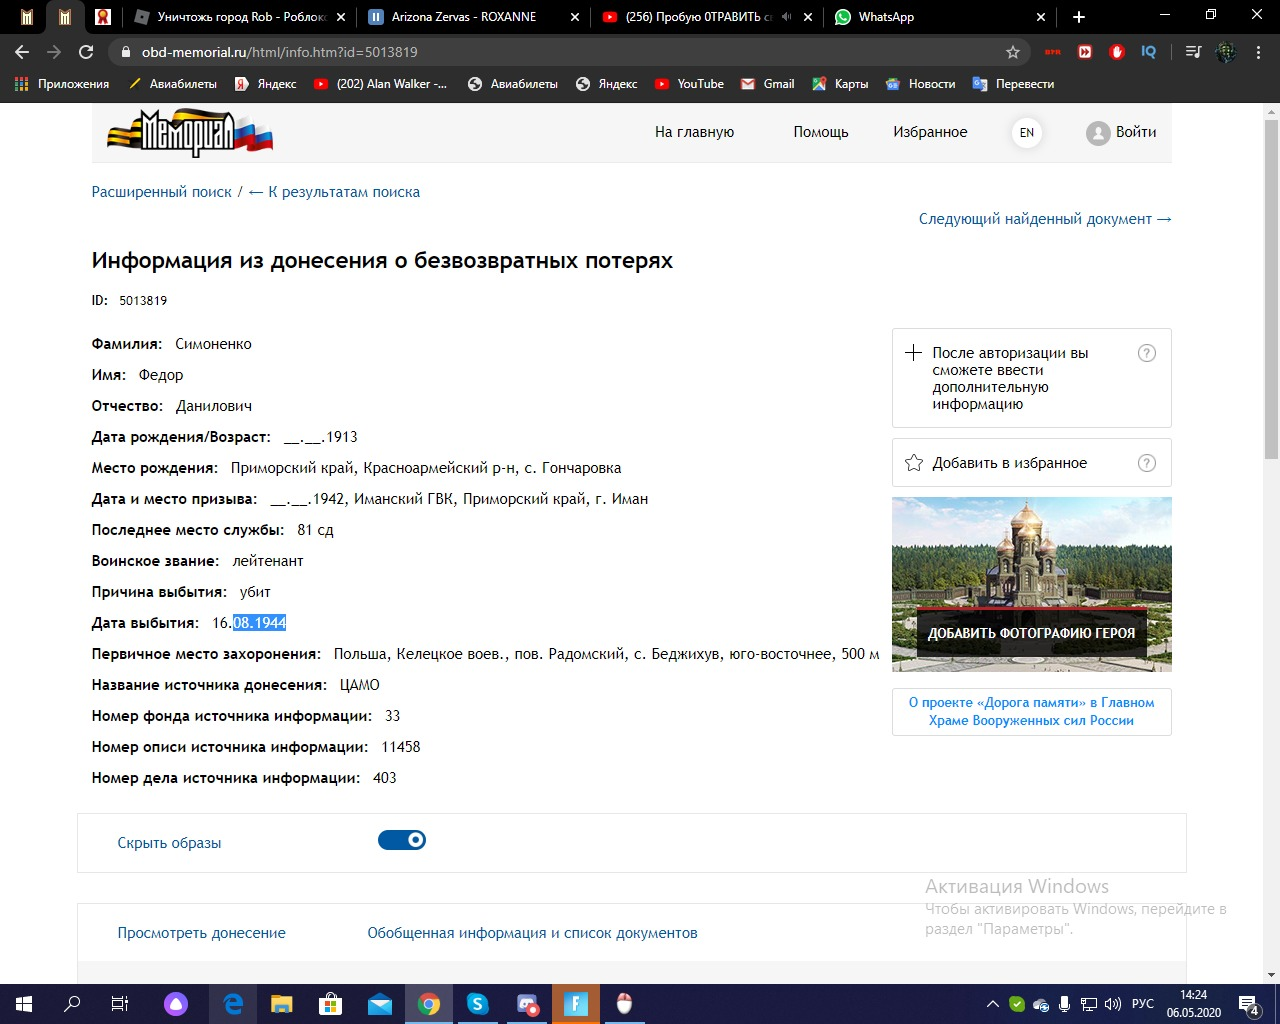 Уничтожь город Rob - Роблокс
Arizona Zervas - ROXANNE
(256) Пробую 0ТРАВИТЬ св
WhatsApp
obd-memorial.ru/html/info.htm?id=5013819
IQ
Приложения
Авиабилеты
Яндекс
(202) Alan Walker -...
Авиабилеты
Яндекс
YouTube
Gmail
Карты
Новости
Перевести
Мемориал
На главную
Помощь
Избранное
EN
Войти
Расширенный поиск / ← К результатам поиска
Следующий найденный документ →
Информация из донесения о безвозвратных потерях
ID: 5013819
Фамилия: Симоненко
Имя: Федор
Отчество: Данилович
Дата рождения/Возраст: __.__.1913
Место рождения: Приморский край, Красноармейский р-н, с. Гончаровка
Дата и место призыва: __.__.1942, Иманский ГВК, Приморский край, г. Иман
Последнее место службы: 81 сд
Воинское звание: лейтенант
Причина выбытия: убит
Дата выбытия: 16.08.1944
Первичное место захоронения: Польша, Келецкое воев., пов. Радомский, с. Беджихув, юго-восточнее, 500 м
Название источника донесения: ЦАМО
Номер фонда источника информации: 33
Номер описи источника информации: 11458
Номер дела источника информации: 403
После авторизации вы
сможете ввести
дополнительную
информацию
?
Добавить в избранное
?
ДОБАВИТЬ ФОТОГРАФИЮ ГЕРОЯ
О проекте «Дорога памяти» в Главном
Храме Вооруженных сил России
Скрыть образы
Просмотреть донесение
Обобщенная информация и список документов
Активация Windows
Чтобы активировать Windows, перейдите в
раздел "Параметры".
РУС
14:24
06.05.2020
4